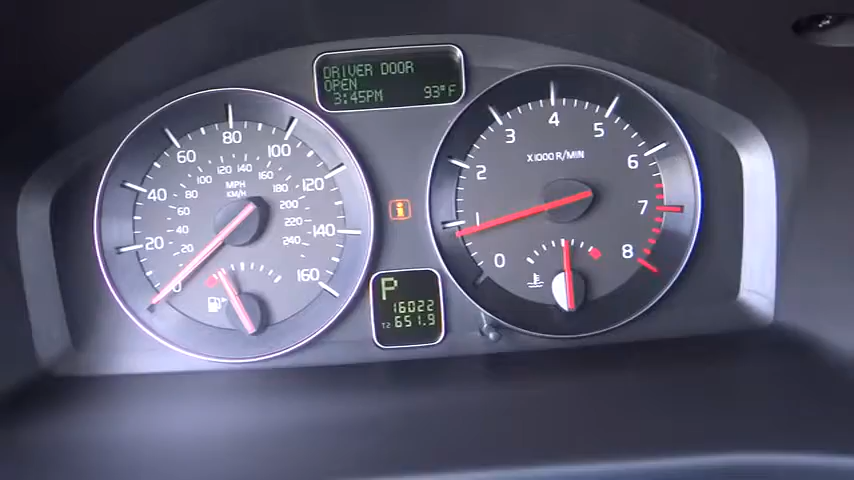 DRIVER DOOR
OPEN
3:45PM 93°F
0 20 40 60 80 100 120 140 160
20 40 60 80 100 120 140 160 180 200 220 240
MPH
KM/H
i
P
16022
T2 651.9
0 1 2 3 4 5 6 7 8
X1000 R/MIN